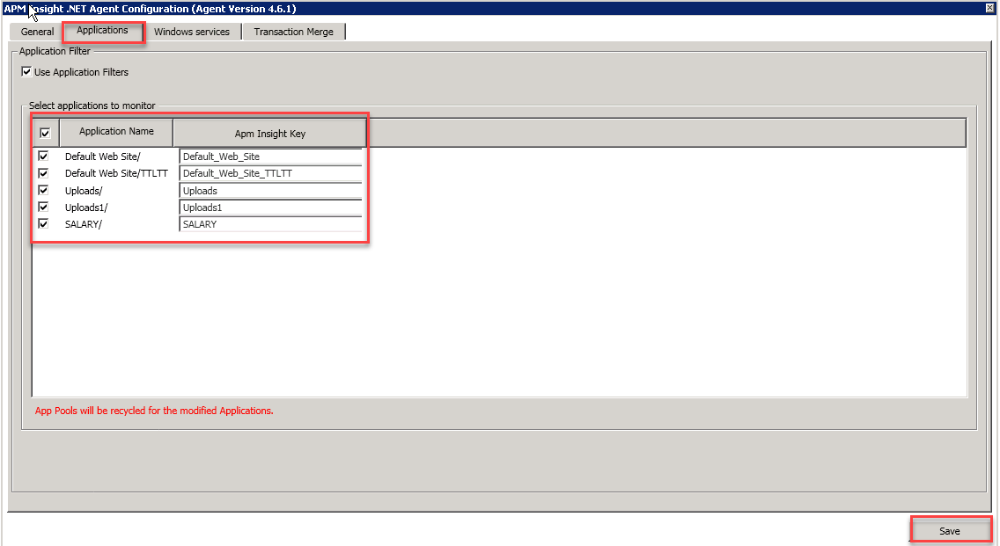 APM Insight .NET Agent Configuration (Agent Version 4.6.1)
General Applications Windows services Transaction Merge
Application Filter
Use Application Filters
Select applications to monitor
Application Name Apm Insight Key
Default Web Site/ Default_Web_Site
Default Web Site/TTLTT Default_Web_Site_TTLTT
Uploads/ Uploads
Uploads1/ Uploads1
SALARY/ SALARY
App Pools will be recycled for the modified Applications.
Save